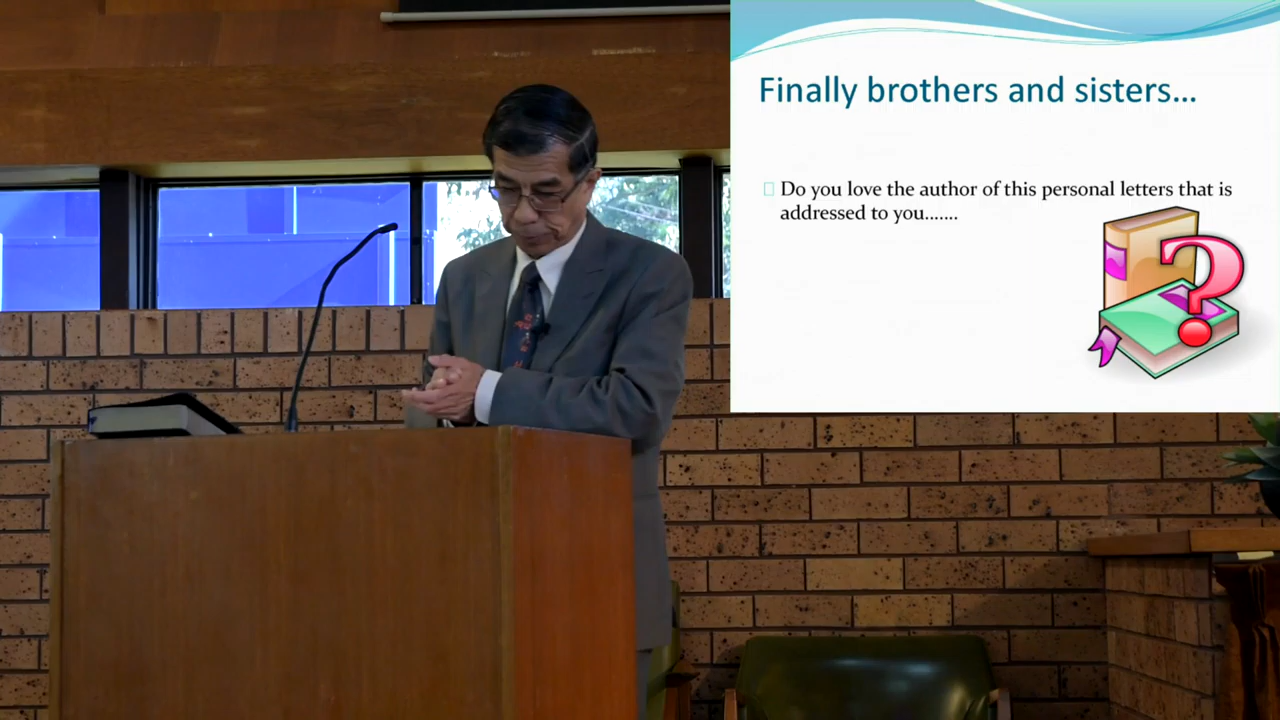 Finally brothers and sisters...
Do you love the author of this personal letters that is
addressed to you.......